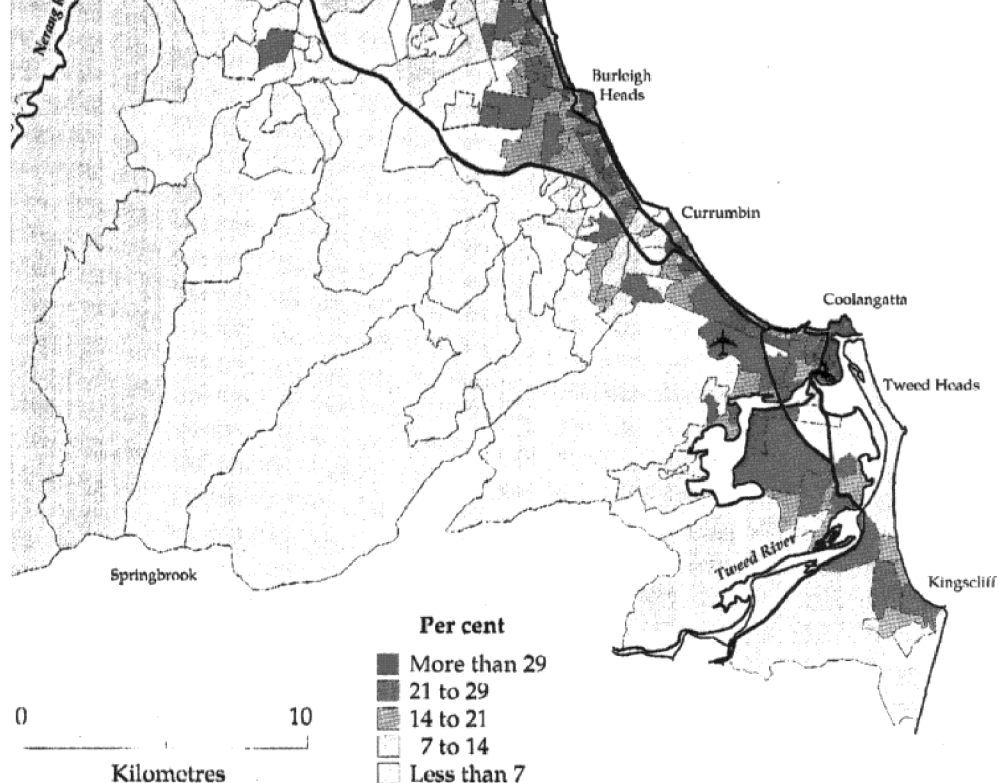 Nerang
Burleigh
Heads
Currumbin
Coolangatta
Tweed Heads
Tweed River
Kingscliff
Springbrook
Per cent
More than 29
21 to 29
14 to 21
7 to 14
Less than 7
0 10
Kilometres